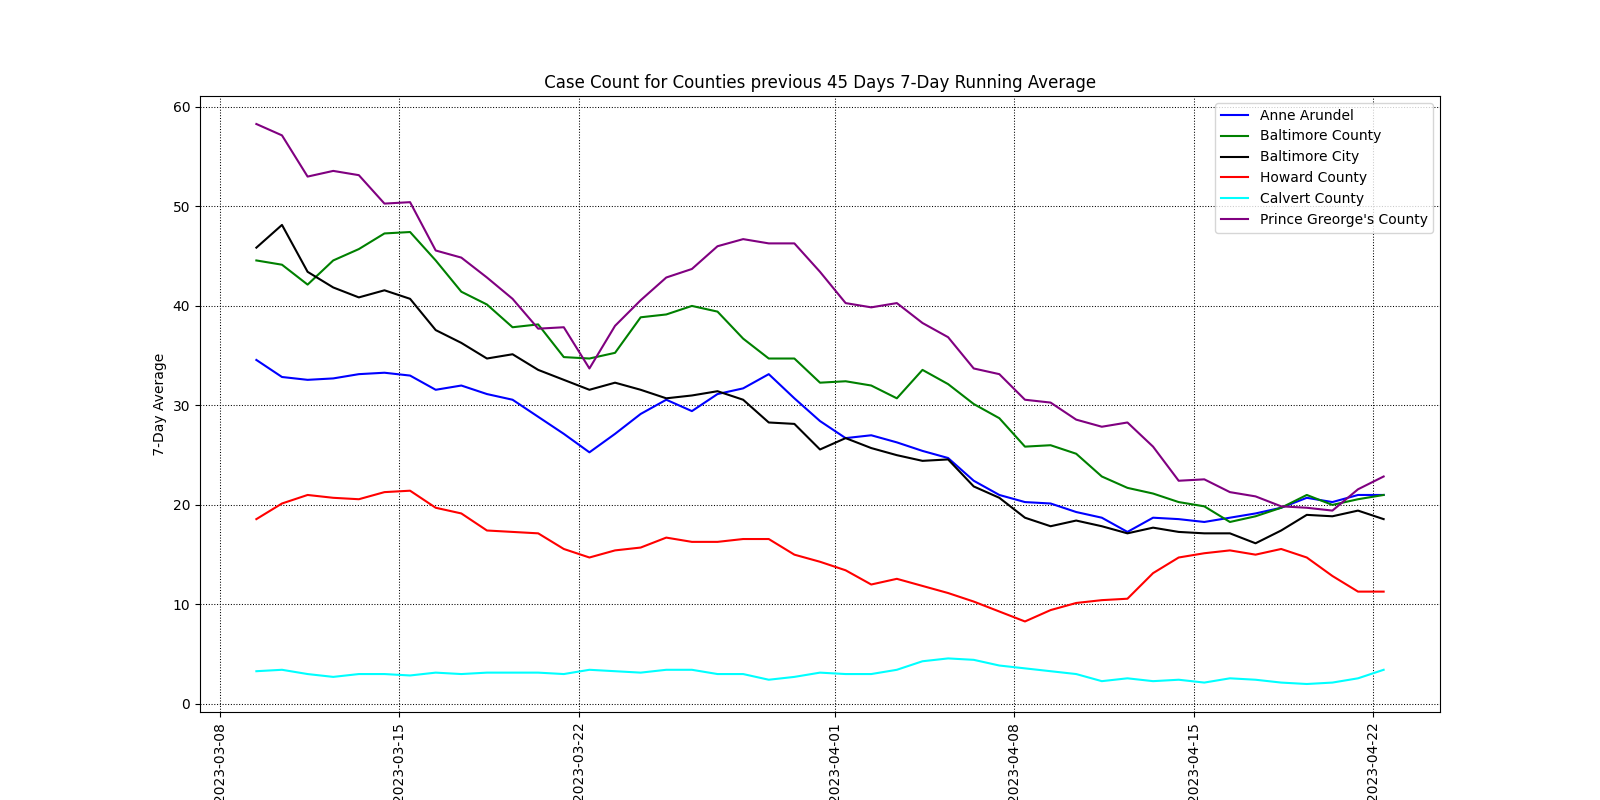 Case Count for Counties previous 45 Days 7-Day Running Average
60
50
40
30
20
10
0
7-Day Average
Anne Arundel
Baltimore County
Baltimore City
Howard County
Calvert County
Prince Greorge's County
2023-03-08
2023-03-15
2023-03-22
2023-04-01
2023-04-08
2023-04-15
2023-04-22